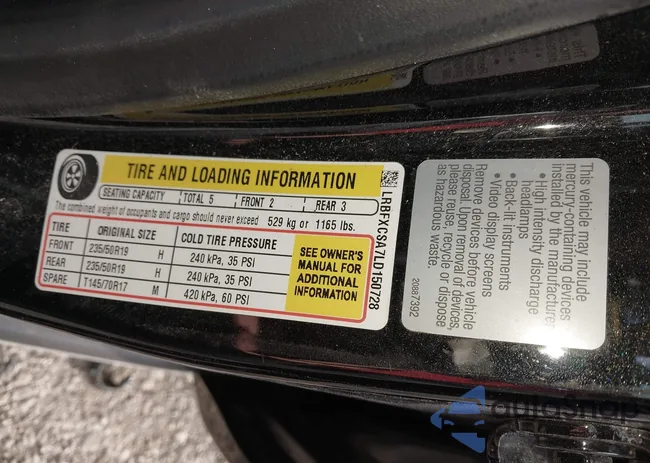 TIRE AND LOADING INFORMATION
SEATING CAPACITY TOTAL 5 FRONT 2 REAR 3
The combined weight of occupants and cargo should never exceed 529 kg or 1165 lbs.
TIRE ORIGINAL SIZE COLD TIRE PRESSURE
FRONT 235/50R19 H 240 kPa, 35 PSI
REAR 235/50R19 H 240 kPa, 35 PSI
SPARE T145/70R17 M 420 kPa, 60 PSI
SEE OWNER'S
MANUAL FOR
ADDITIONAL
INFORMATION
LRBFXCSA7LD150728
This vehicle may include
mercury-containing devices
installed by the manufacturer:
• High intensity discharge
headlamps
• Back-lit instruments
• Video display screens
Remove devices before vehicle
disposal. Upon removal of devices,
please reuse, recycle or dispose
as hazardous waste.
20887392
autoshop